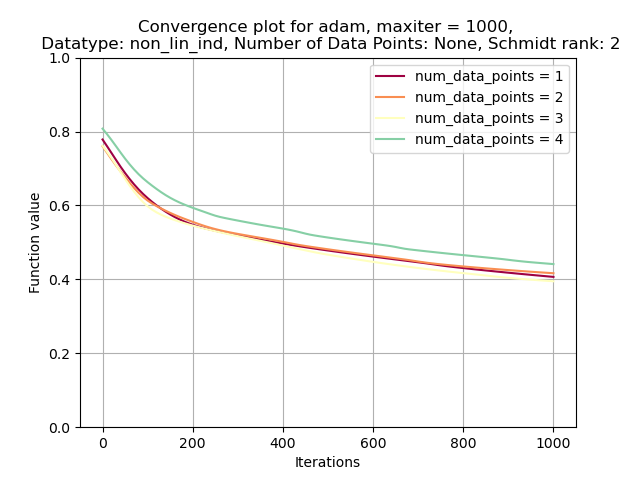 Convergence plot for adam, maxiter = 1000,
Datatype: non_lin_ind, Number of Data Points: None, Schmidt rank: 2
num_data_points = 1
num_data_points = 2
num_data_points = 3
num_data_points = 4
Function value
1.0
0.8
0.6
0.4
0.2
0.0
0 200 400 600 800 1000
Iterations